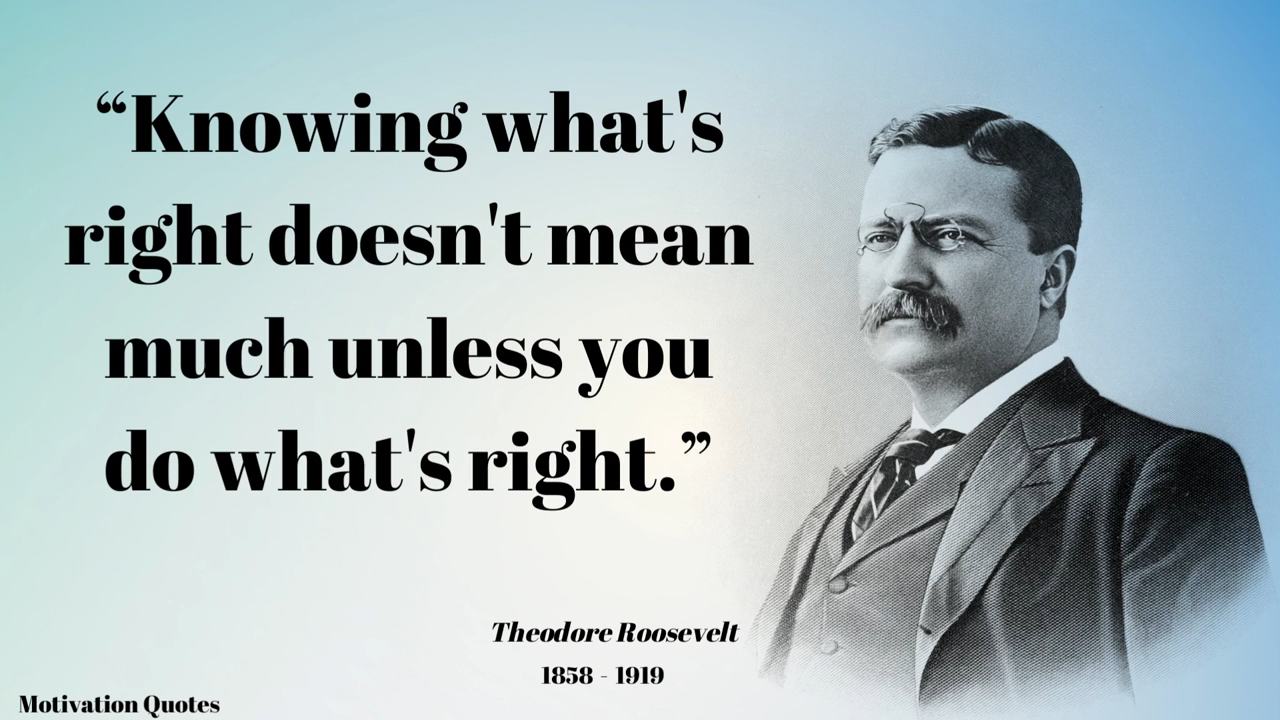 “Knowing what's
right doesn't mean
much unless you
do what's right.”
Theodore Roosevelt
1858 - 1919
Motivation Quotes